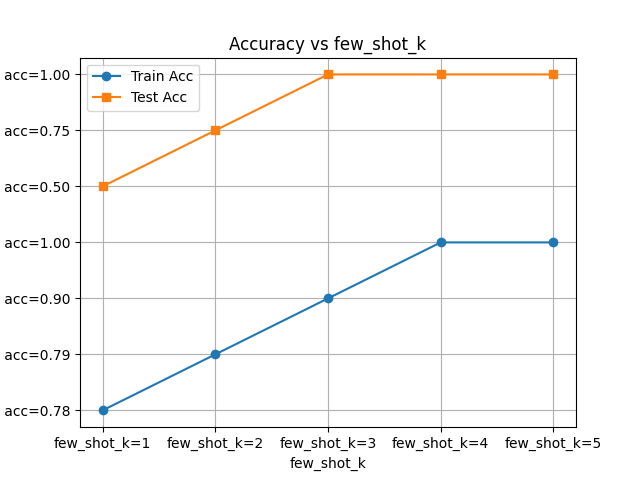 Accuracy vs few_shot_k
Train Acc
Test Acc
acc=1.00
acc=0.75
acc=0.50
acc=1.00
acc=0.90
acc=0.79
acc=0.78
few_shot_k=1
few_shot_k=2
few_shot_k=3
few_shot_k=4
few_shot_k=5
few_shot_k